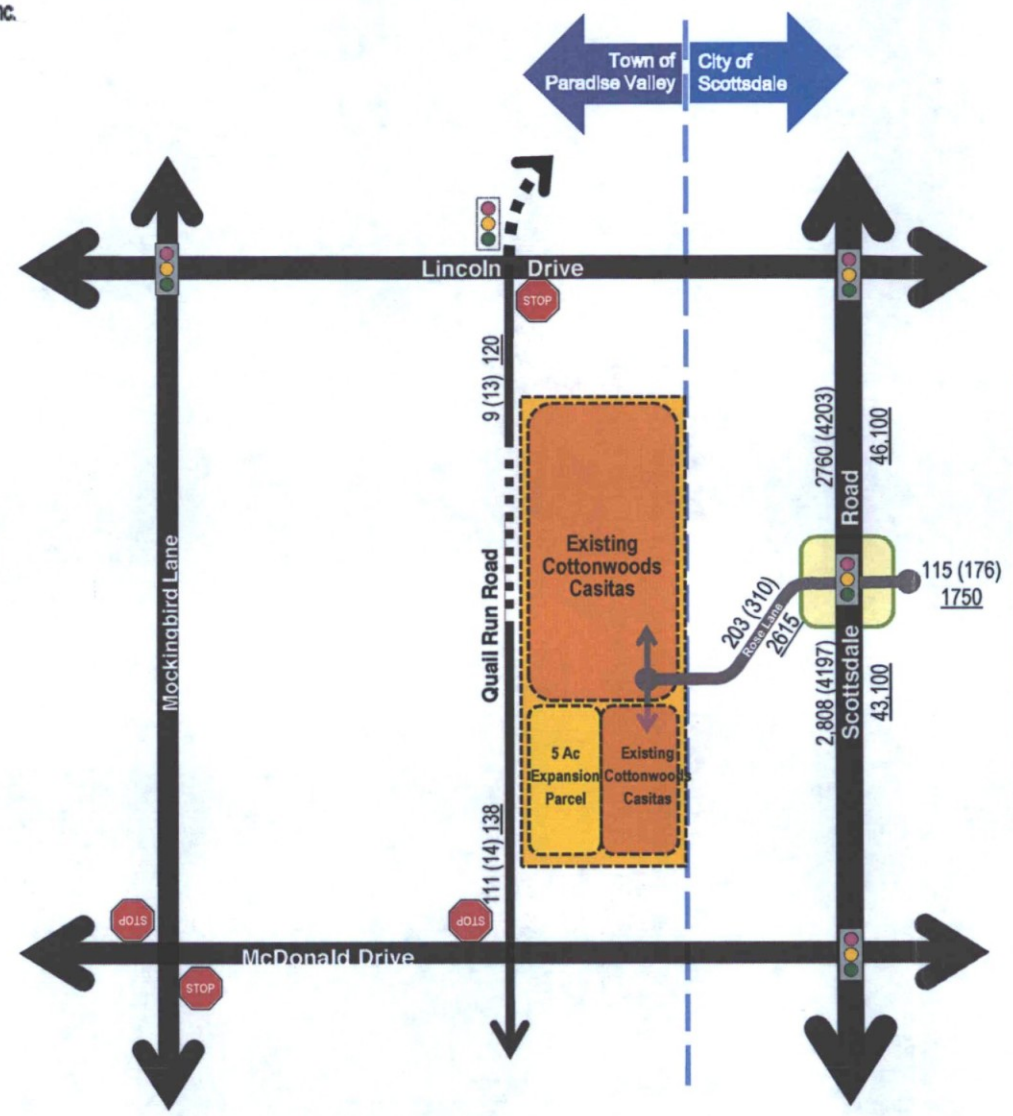 nc.
Town of
Paradise Valley
City of
Scottsdale
Lincoln Drive
STOP
9 (13) 120
2760 (4203)
46,100
Road
Mockingbird Lane
Quail Run Road
Existing
Cottonwoods
Casitas
203 (310)
Rose Lane
2615
115 (176)
1750
2,808 (4197)
Scottsdale
43,100
5 Ac
Expansion
Parcel
Existing
Cottonwoods
Casitas
111 (14) 138
STOP
STOP
McDonald Drive
STOP